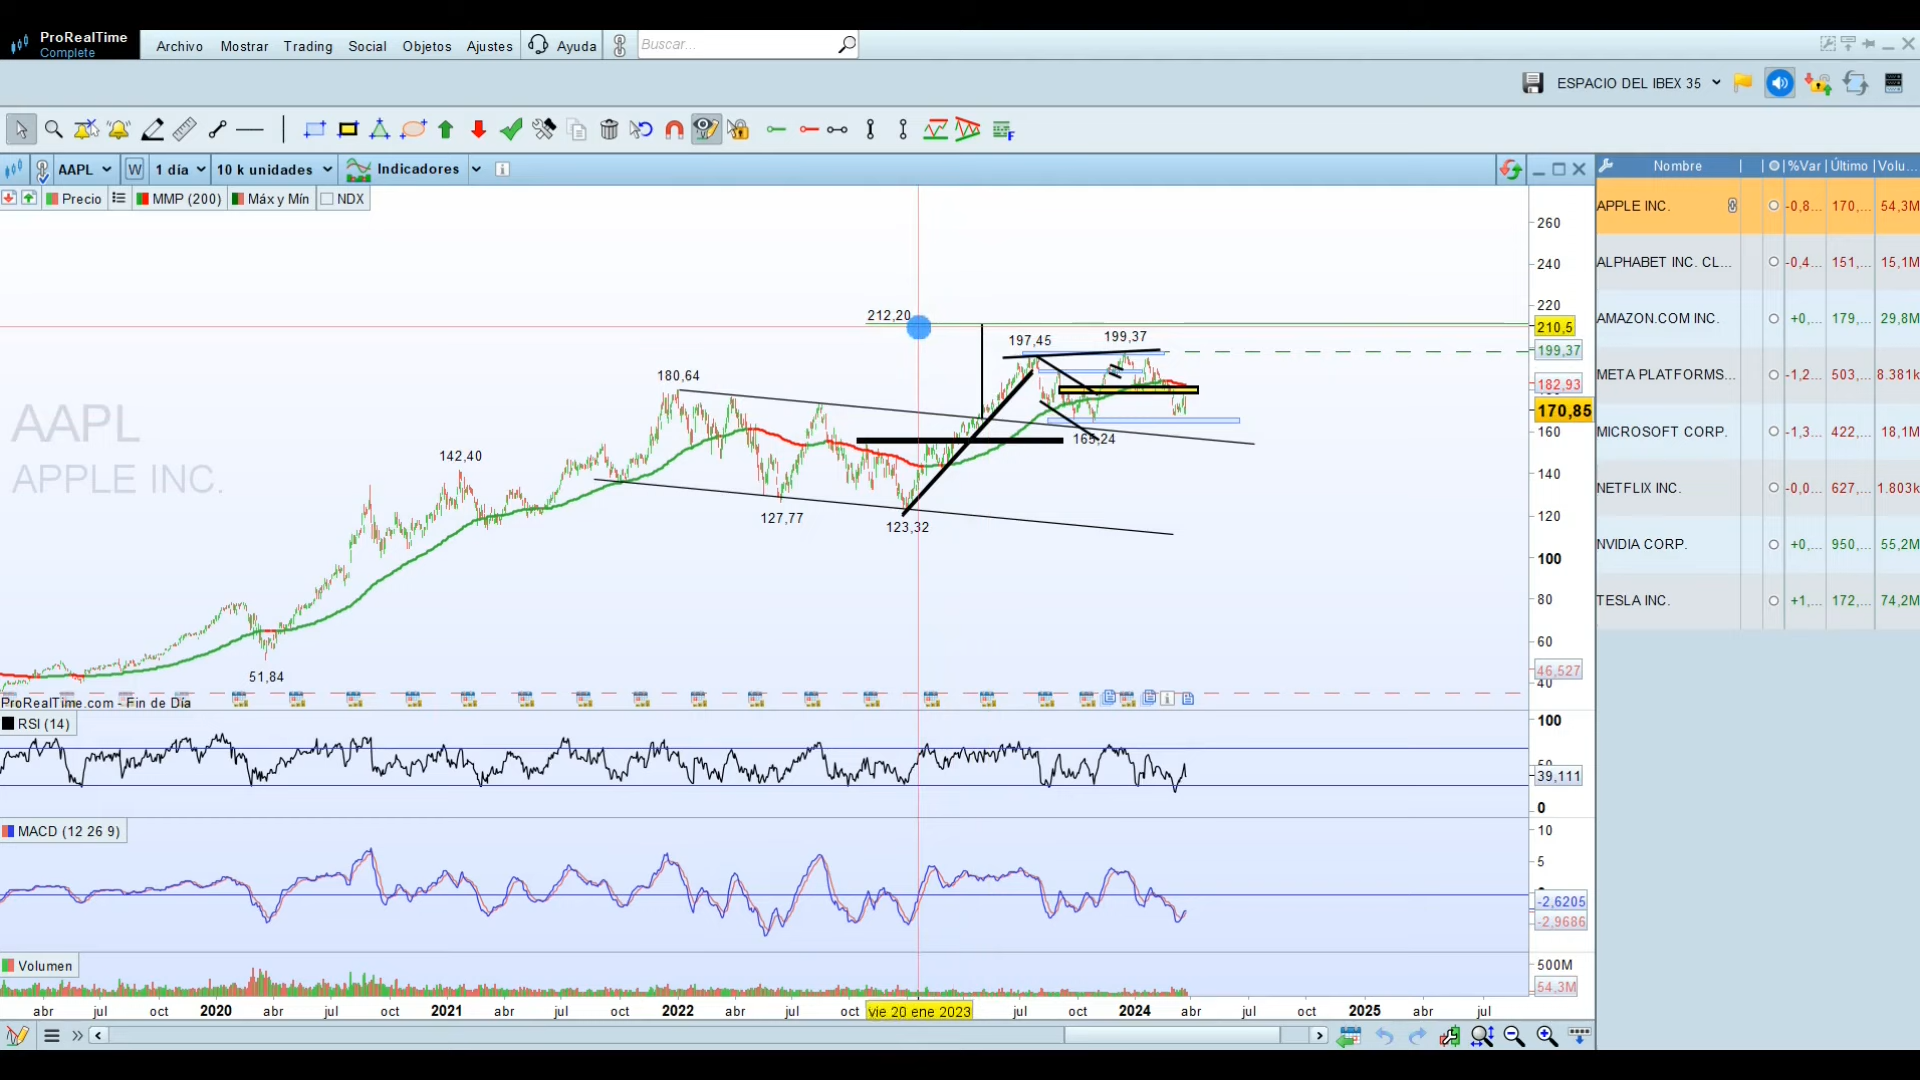 ProRealTime
Complete
Archivo Mostrar Trading Social Objetos Ajustes Ayuda Buscar...
ESPACIO DEL IBEX 35
AAPL W 1 día 10 k unidades Indicadores
Nombre %Var Último Volu...
Precio MMP (200) Máx y Mín NDX
APPLE INC. -0,8... 170,... 54,3M
ALPHABET INC. CL... -0,4... 151,... 15,1M
AMAZON.COM INC. +0,... 179,... 29,8M
META PLATFORMS... -1,2... 503,... 8.381k
MICROSOFT CORP. -1,3... 422,... 18,1M
NETFLIX INC. -0,0... 627,... 1.803k
NVIDIA CORP. +0,... 950,... 55,2M
TESLA INC. +1,... 172,... 74,2M
260
240
220
212,20
210,5
197,45
199,37
199,37
180,64
182,93
170,85
AAPL
160
165,24
142,40
APPLE INC.
140
127,77
123,32
120
100
80
60
51,84
46,527
40
ProRealTime.com - Fin de Día
RSI (14)
100
50
39,111
0
MACD (12 26 9)
10
5
-2,6205
-2,9686
Volumen
500M
54,3M
abr jul oct 2020 abr jul oct 2021 abr jul oct 2022 abr jul oct vie 20 ene 2023 jul oct 2024 abr jul oct 2025 abr jul